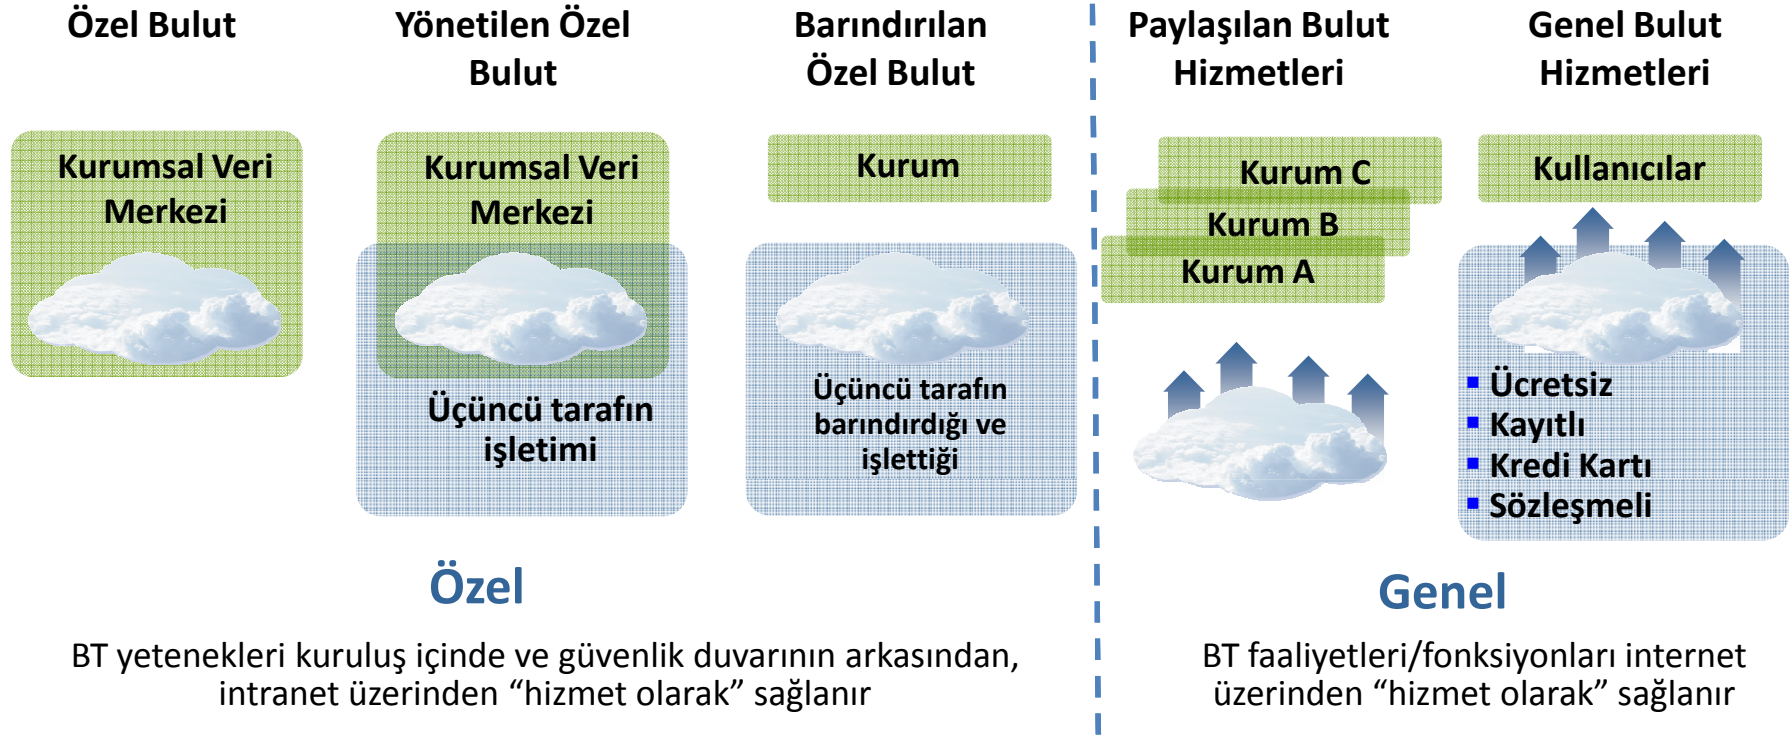 Özel Bulut
Kurumsal Veri
Merkezi
Yönetilen Özel
Bulut
Kurumsal Veri
Merkezi
Üçüncü tarafın
işletimi
Barındırılan
Özel Bulut
Kurum
Üçüncü tarafın
barındırdığı ve
işlettiği
Özel
BT yetenekleri kuruluş içinde ve güvenlik duvarının arkasından,
intranet üzerinden “hizmet olarak” sağlanır
Paylaşılan Bulut
Hizmetleri
Kurum C
Kurum B
Kurum A
Genel Bulut
Hizmetleri
Kullanıcılar
▪ Ücretsiz
▪ Kayıtlı
▪ Kredi Kartı
▪ Sözleşmeli
Genel
BT faaliyetleri/fonksiyonları internet
üzerinden “hizmet olarak” sağlanır